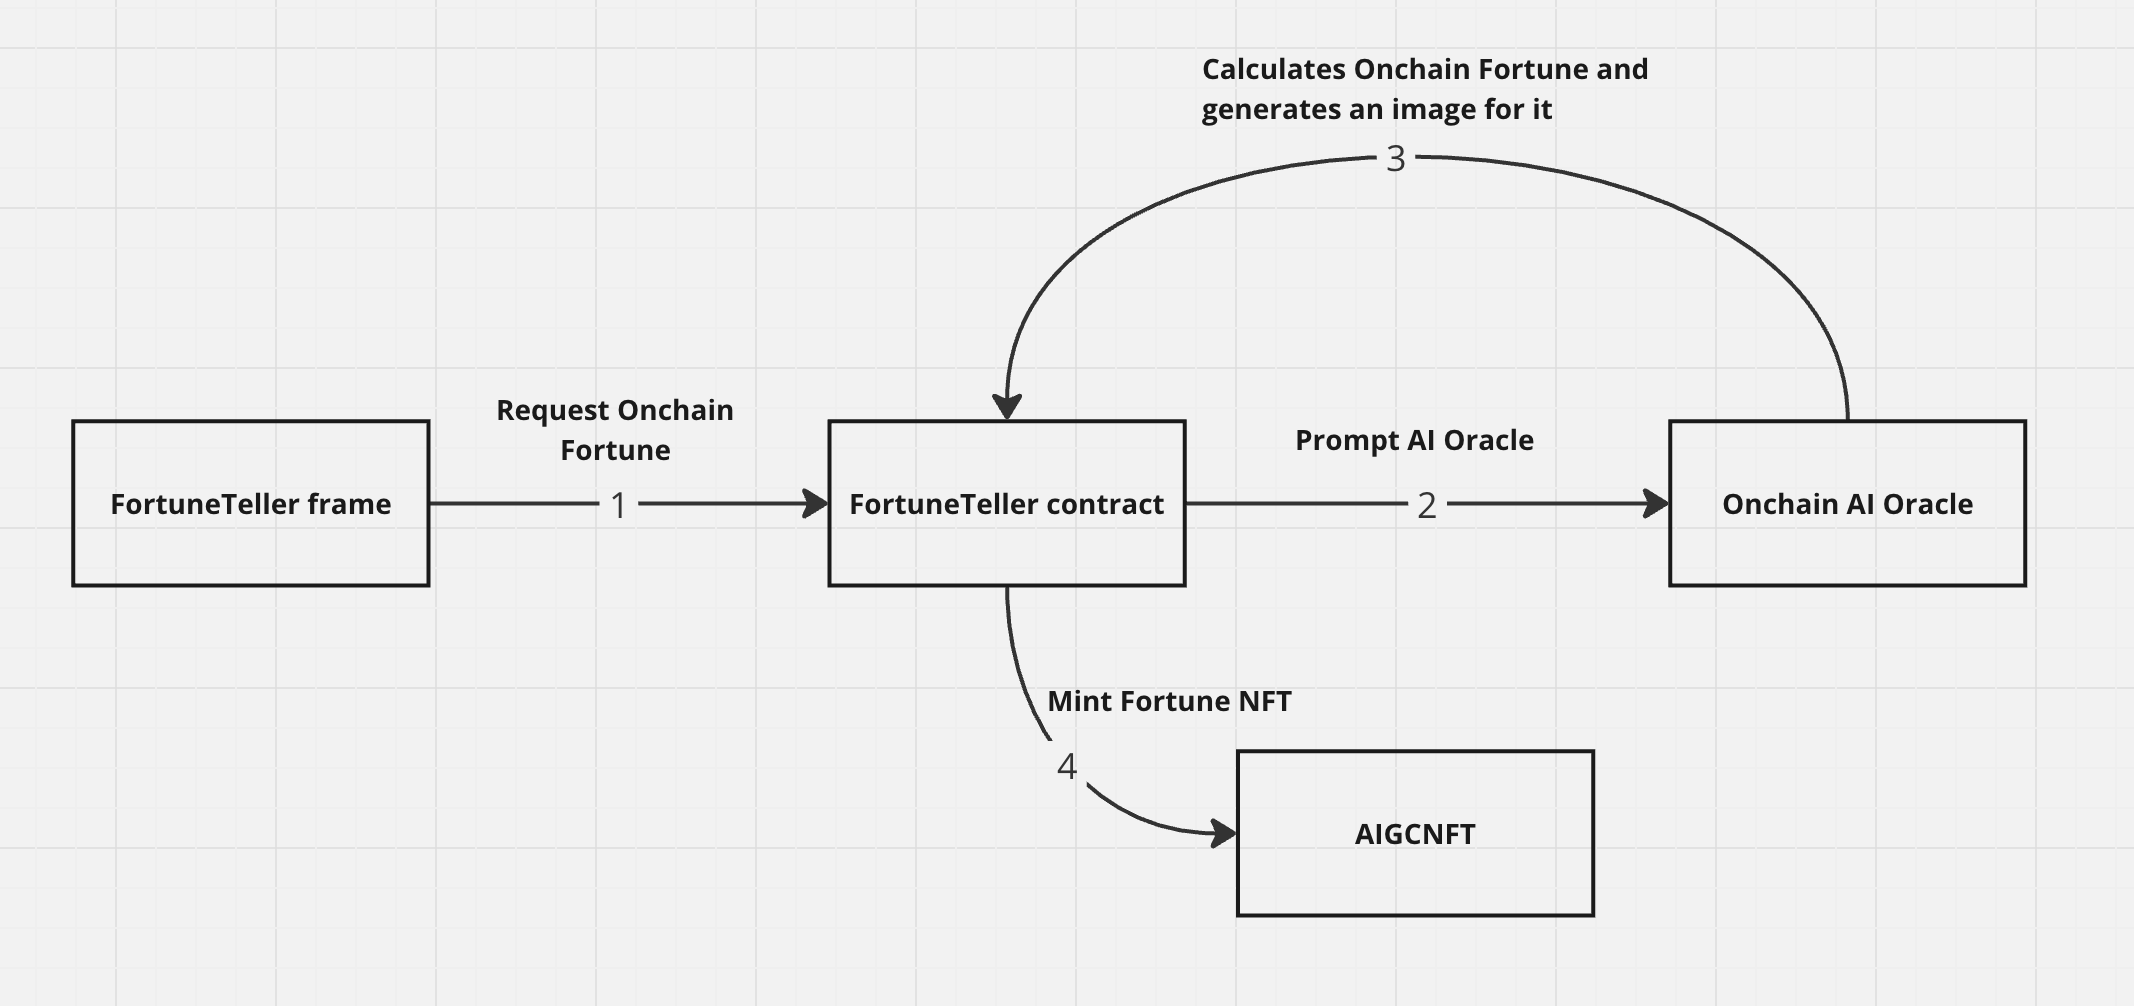 Calculates Onchain Fortune and
generates an image for it
3
Request Onchain
Fortune
FortuneTeller frame
1
FortuneTeller contract
Prompt AI Oracle
2
Onchain AI Oracle
Mint Fortune NFT
4
AIGCNFT